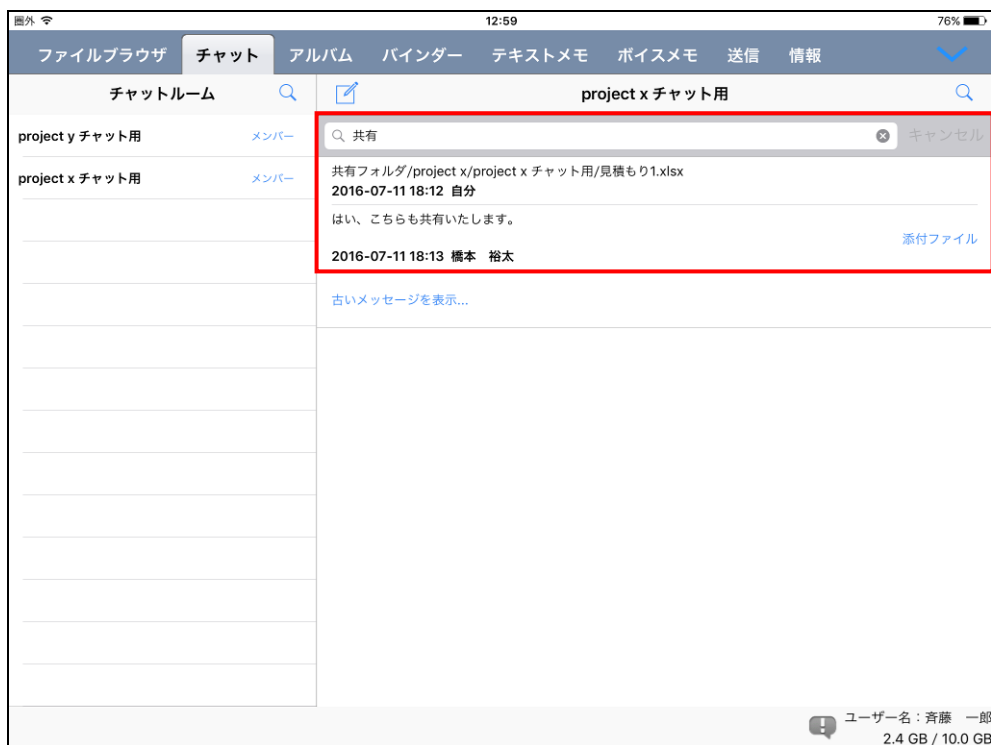 圏外 12:59 76%
ファイルブラウザ チャット アルバム バインダー テキストメモ ボイスメモ 送信 情報
チャットルーム
project y チャット用 メンバー
project x チャット用 メンバー
project x チャット用
共有 キャンセル
共有フォルダ/project x/project x チャット用/見積もり1.xlsx
2016-07-11 18:12 自分
はい、こちらも共有いたします。
添付ファイル
2016-07-11 18:13 橋本　裕太
古いメッセージを表示...
ユーザー名：斉藤　一郎
2.4 GB / 10.0 GB